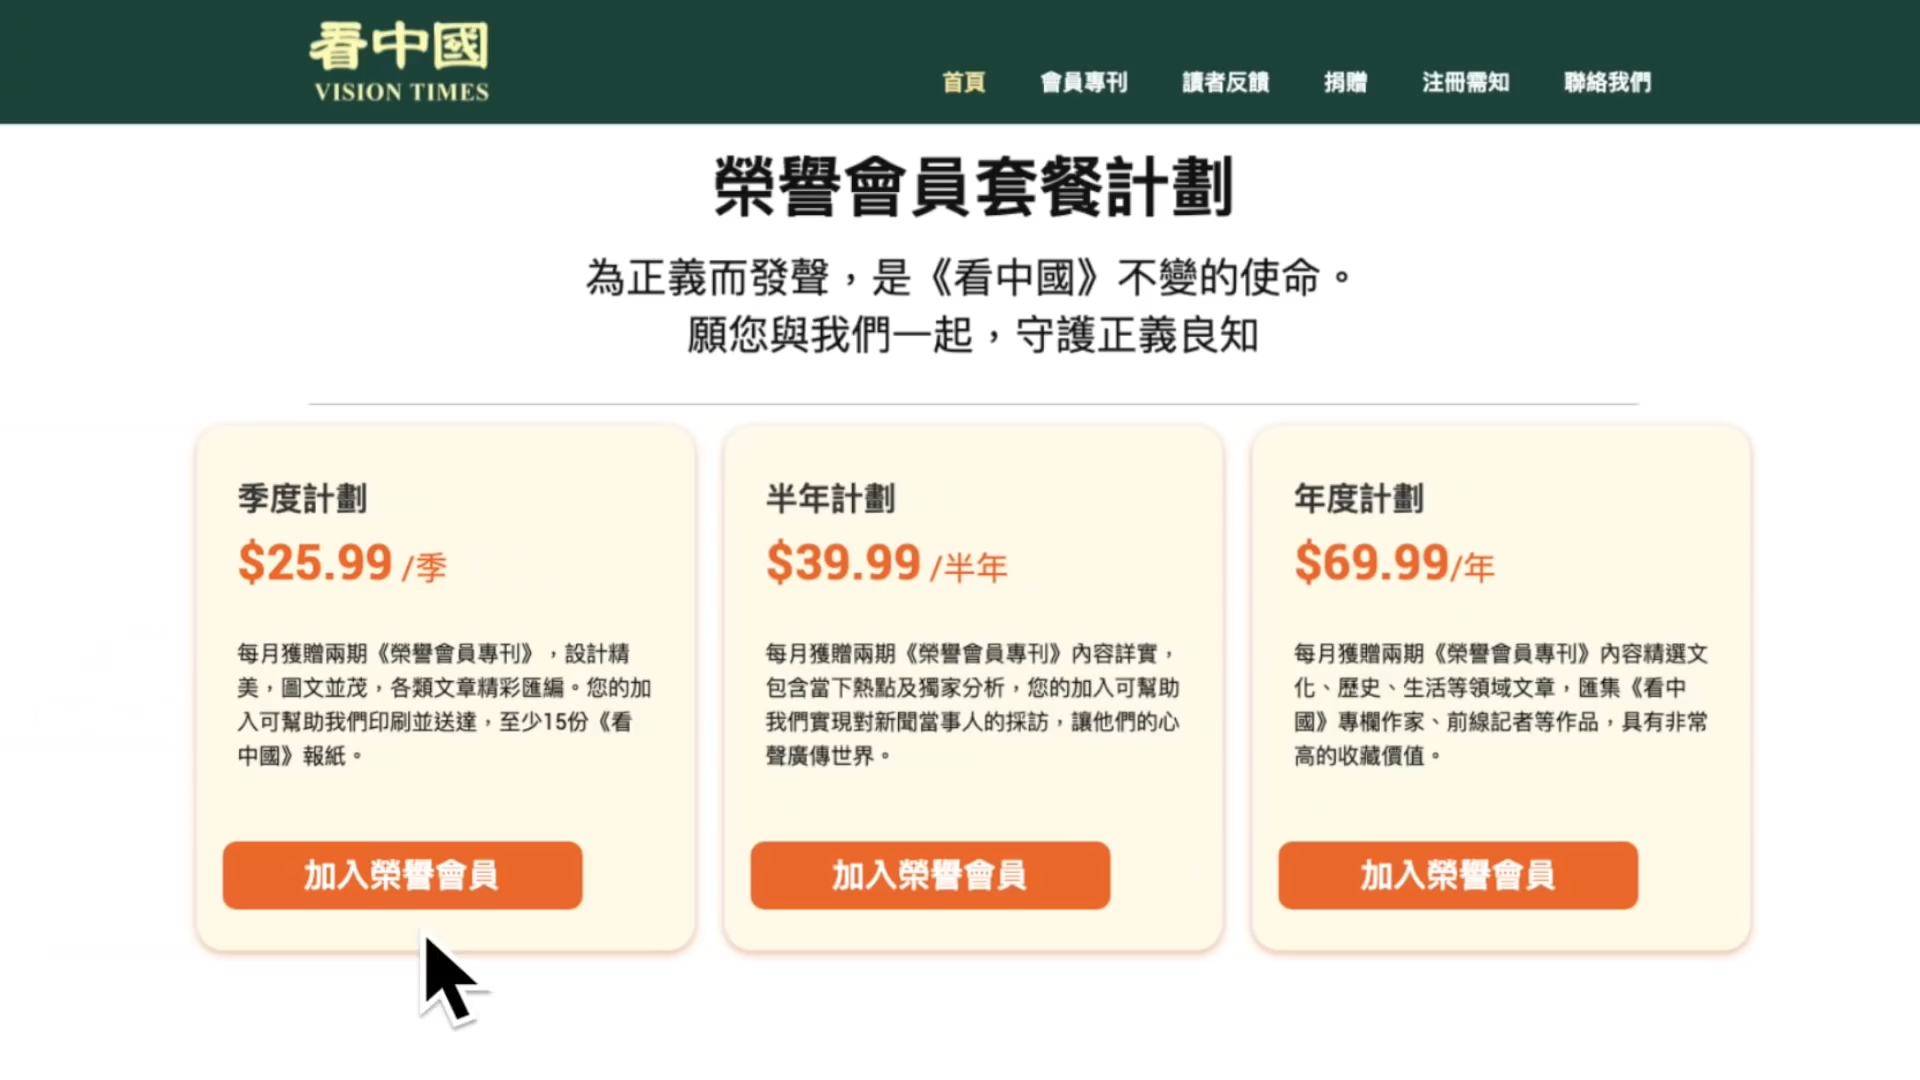 看中國
VISION TIMES
首頁 會員專刊 讀者反饋 捐贈 注冊需知 聯絡我們
榮譽會員套餐計劃
為正義而發聲，是《看中國》不變的使命。
願您與我們一起，守護正義良知
季度計劃
$25.99 /季
每月獲贈兩期《榮譽會員專刊》，設計精
美，圖文並茂，各類文章精彩匯編。您的加
入可幫助我們印刷並送達，至少15份《看
中國》報紙。
加入榮譽會員
半年計劃
$39.99 /半年
每月獲贈兩期《榮譽會員專刊》內容詳實，
包含當下熱點及獨家分析，您的加入可幫助
我們實現對新聞當事人的採訪，讓他們的心
聲廣傳世界。
加入榮譽會員
年度計劃
$69.99/年
每月獲贈兩期《榮譽會員專刊》內容精選文
化、歷史、生活等領域文章，匯集《看中
國》專欄作家、前線記者等作品，具有非常
高的收藏價值。
加入榮譽會員